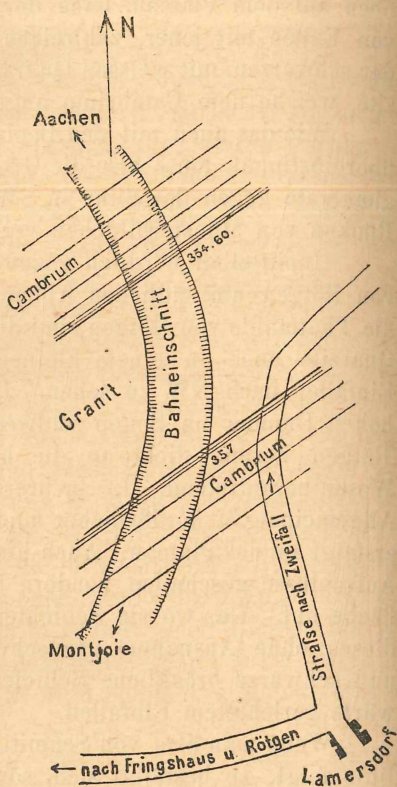 N
Aachen
Cambrium
354.60.
Granit
Bahneinschnitt
357
Cambrium
Straſse nach Zweifall
Montjoie
← nach Fringshaus u. Rötgen
Lamersdorf